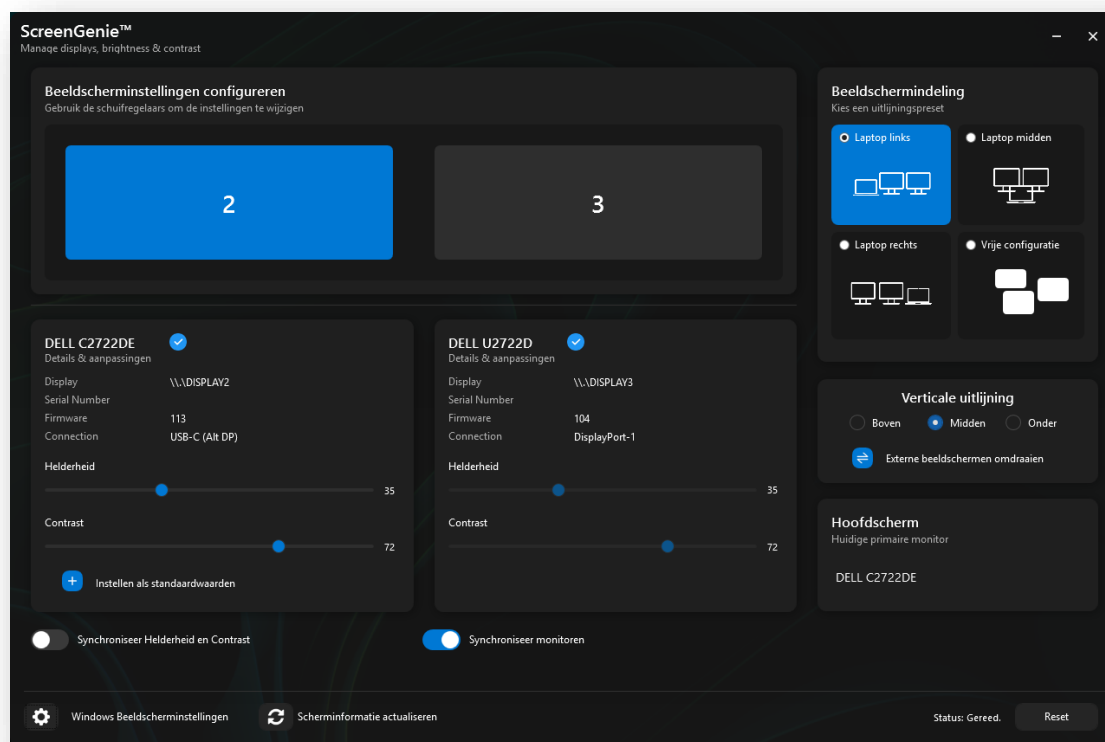 ScreenGenie™
Manage displays, brightness & contrast
Beeldscherminstellingen configureren
Gebruik de schuifregelaars om de instellingen te wijzigen
2
3
Beeldschermindeling
Kies een uitlijningspreset
Laptop links
Laptop midden
Laptop rechts
Vrije configuratie
DELL C2722DE
Details & aanpassingen
Display \\.\DISPLAY2
Serial Number
Firmware 113
Connection USB-C (Alt DP)
Helderheid
35
Contrast
72
Instellen als standaardwaarden
DELL U2722D
Details & aanpassingen
Display \\.\DISPLAY3
Serial Number
Firmware 104
Connection DisplayPort-1
Helderheid
35
Contrast
72
Verticale uitlijning
Boven Midden Onder
Externe beeldschermen omdraaien
Hoofdscherm
Huidige primaire monitor
DELL C2722DE
Synchroniseer Helderheid en Contrast
Synchroniseer monitoren
Windows Beeldscherminstellingen
Scherminformatie actualiseren
Status: Gereed.
Reset